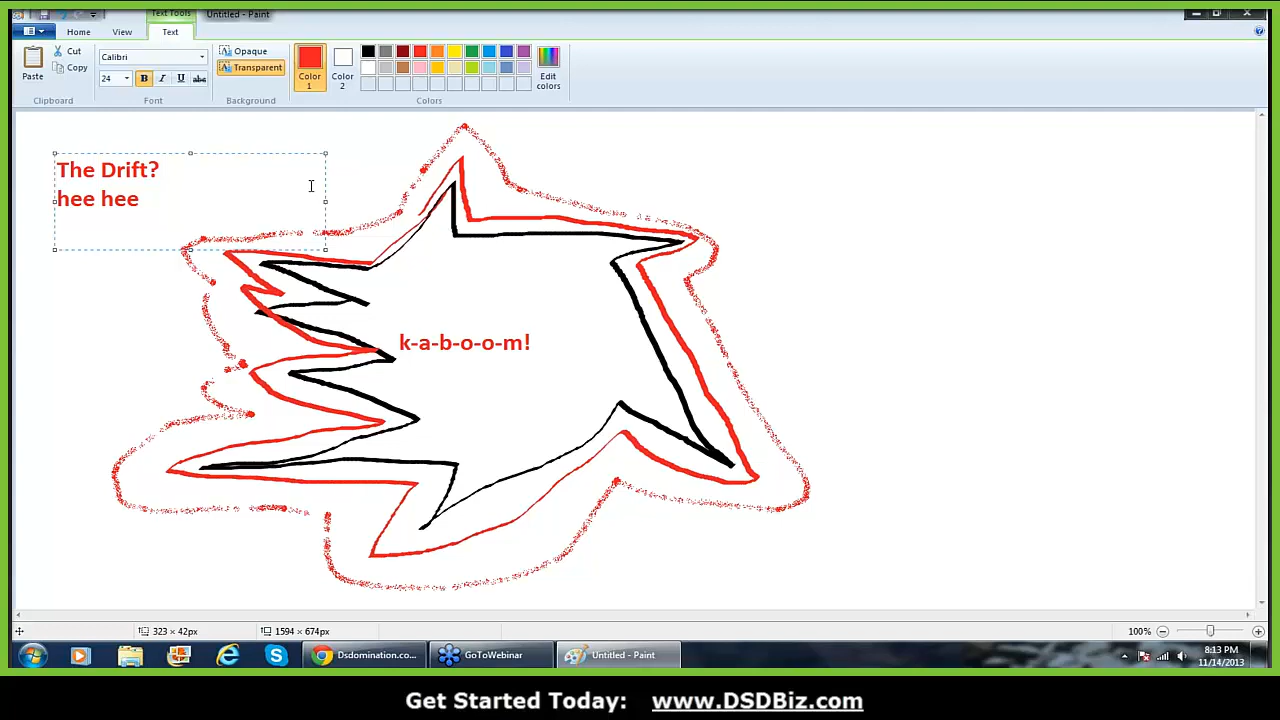 Text Tools
Untitled - Paint
Home View Text
Paste
Cut
Copy
Clipboard
Calibri
24 B I U abc
Font
Opaque
Transparent
Background
Color 1
Color 2
Edit colors
Colors
The Drift?
hee hee
k-a-b-o-o-m!
323 × 42px
1594 × 674px
100%
Dsdomination.co...
GoToWebinar
Untitled - Paint
8:13 PM
11/14/2013
Get Started Today: www.DSDBiz.com